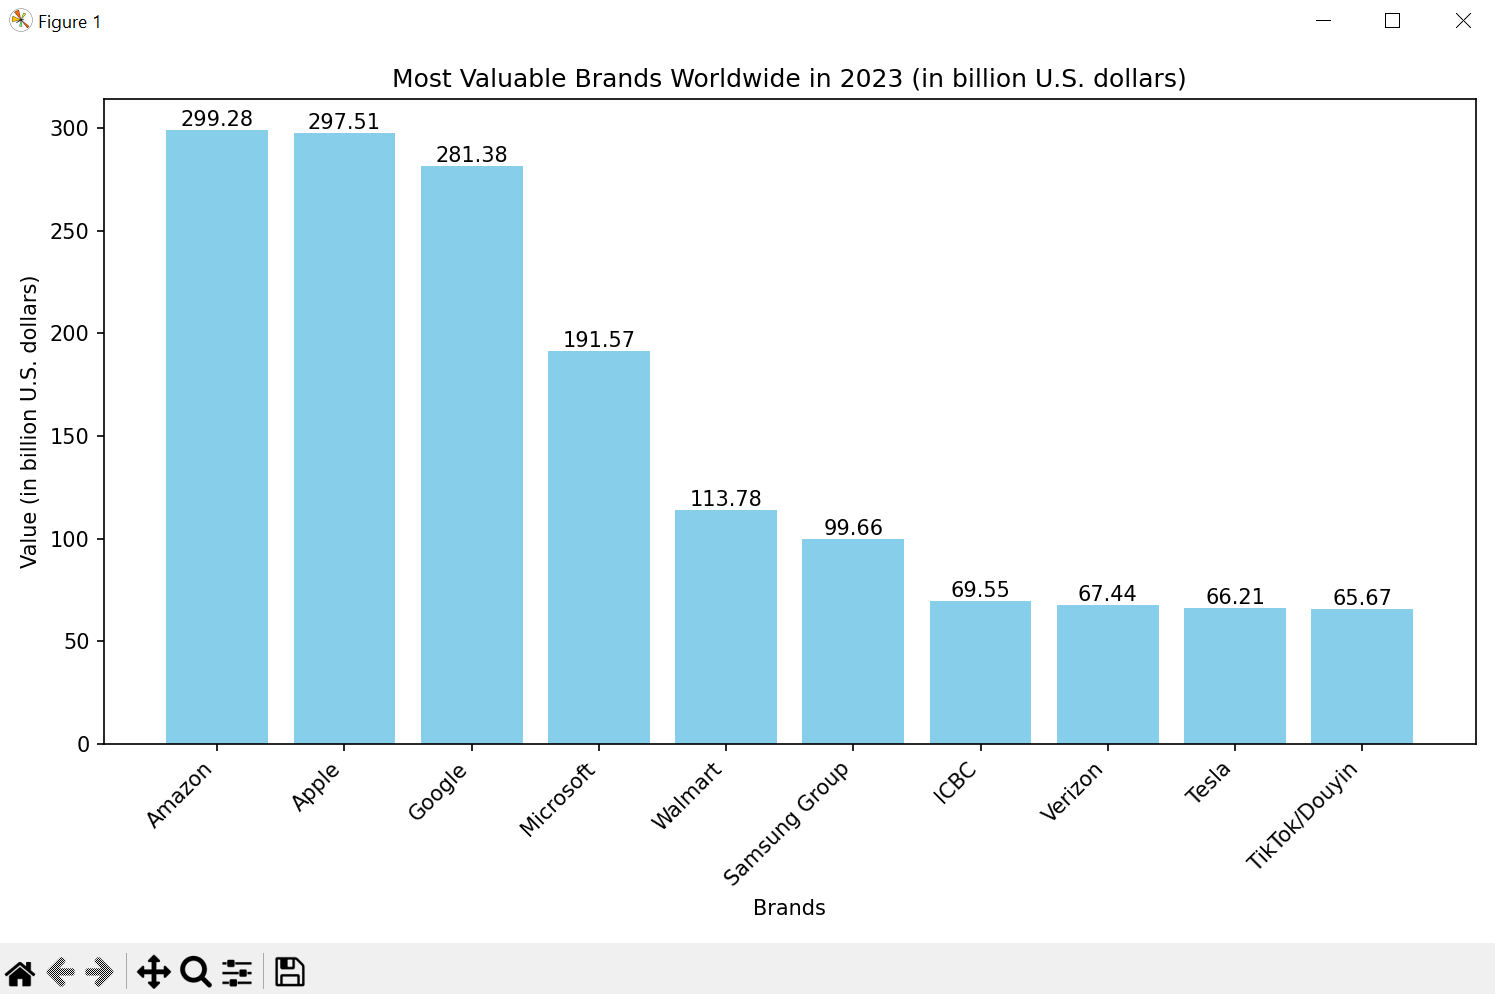 Figure 1
Most Valuable Brands Worldwide in 2023 (in billion U.S. dollars)
Value (in billion U.S. dollars)
300
250
200
150
100
50
0
299.28
297.51
281.38
191.57
113.78
99.66
69.55
67.44
66.21
65.67
Amazon
Apple
Google
Microsoft
Walmart
Samsung Group
ICBC
Verizon
Tesla
TikTok/Douyin
Brands